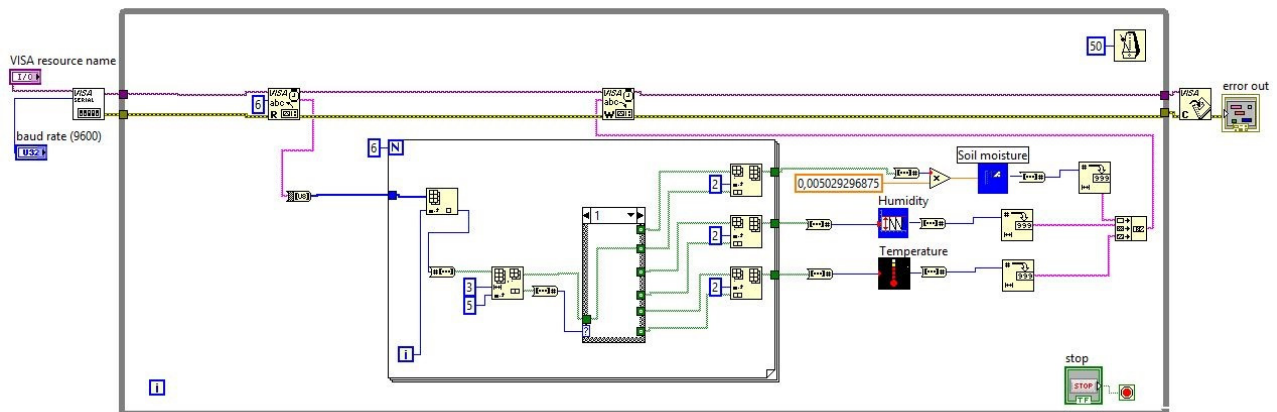 50
VISA resource name
I/O
VISA
SERIAL
baud rate (9600)
U32
6
VISA
abc
R
VISA
abc
W
VISA
C
error out
6 N
[U8]
Soil moisture
2
0,005029296875
×
#
999
Humidity
1
2
#
999
Temperature
3
5
2
#
999
?
i
i
stop
STOP
TF